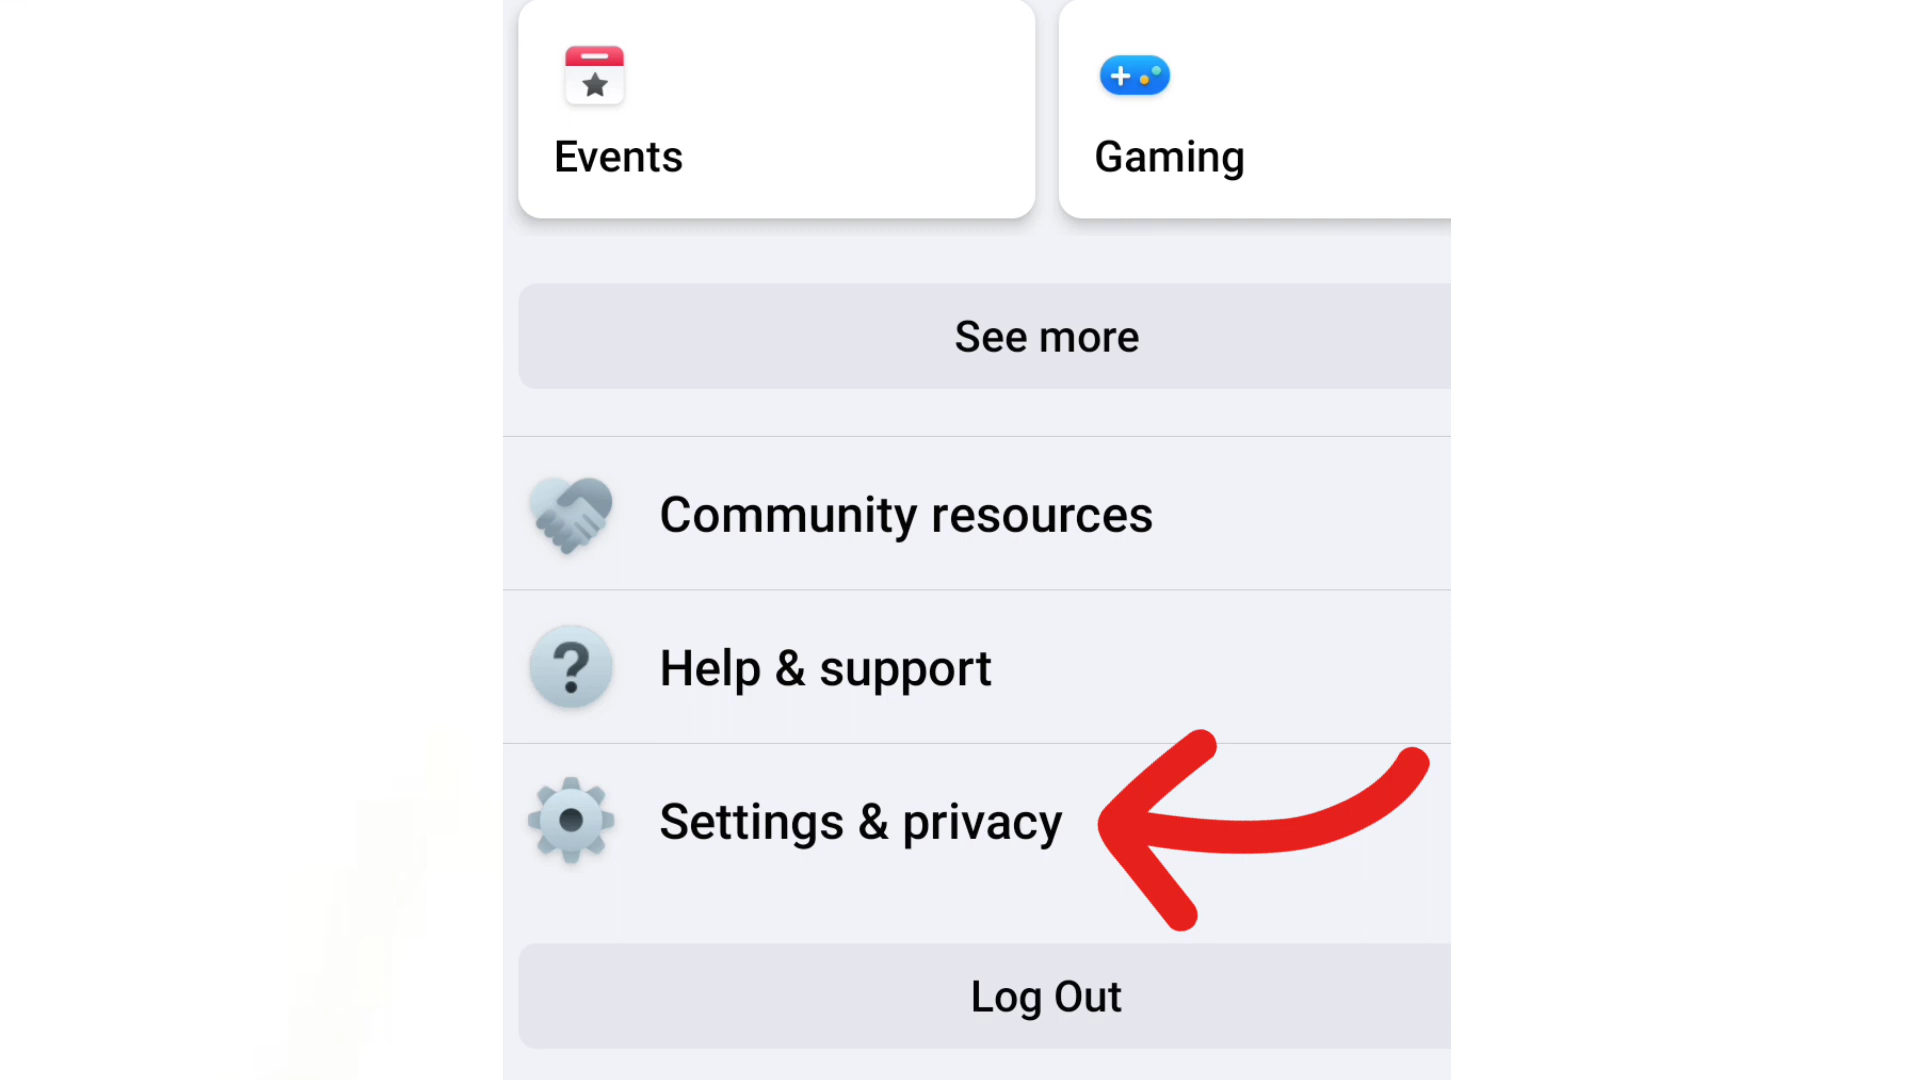 Events
Gaming
See more
Community resources
Help & support
Settings & privacy
Log Out